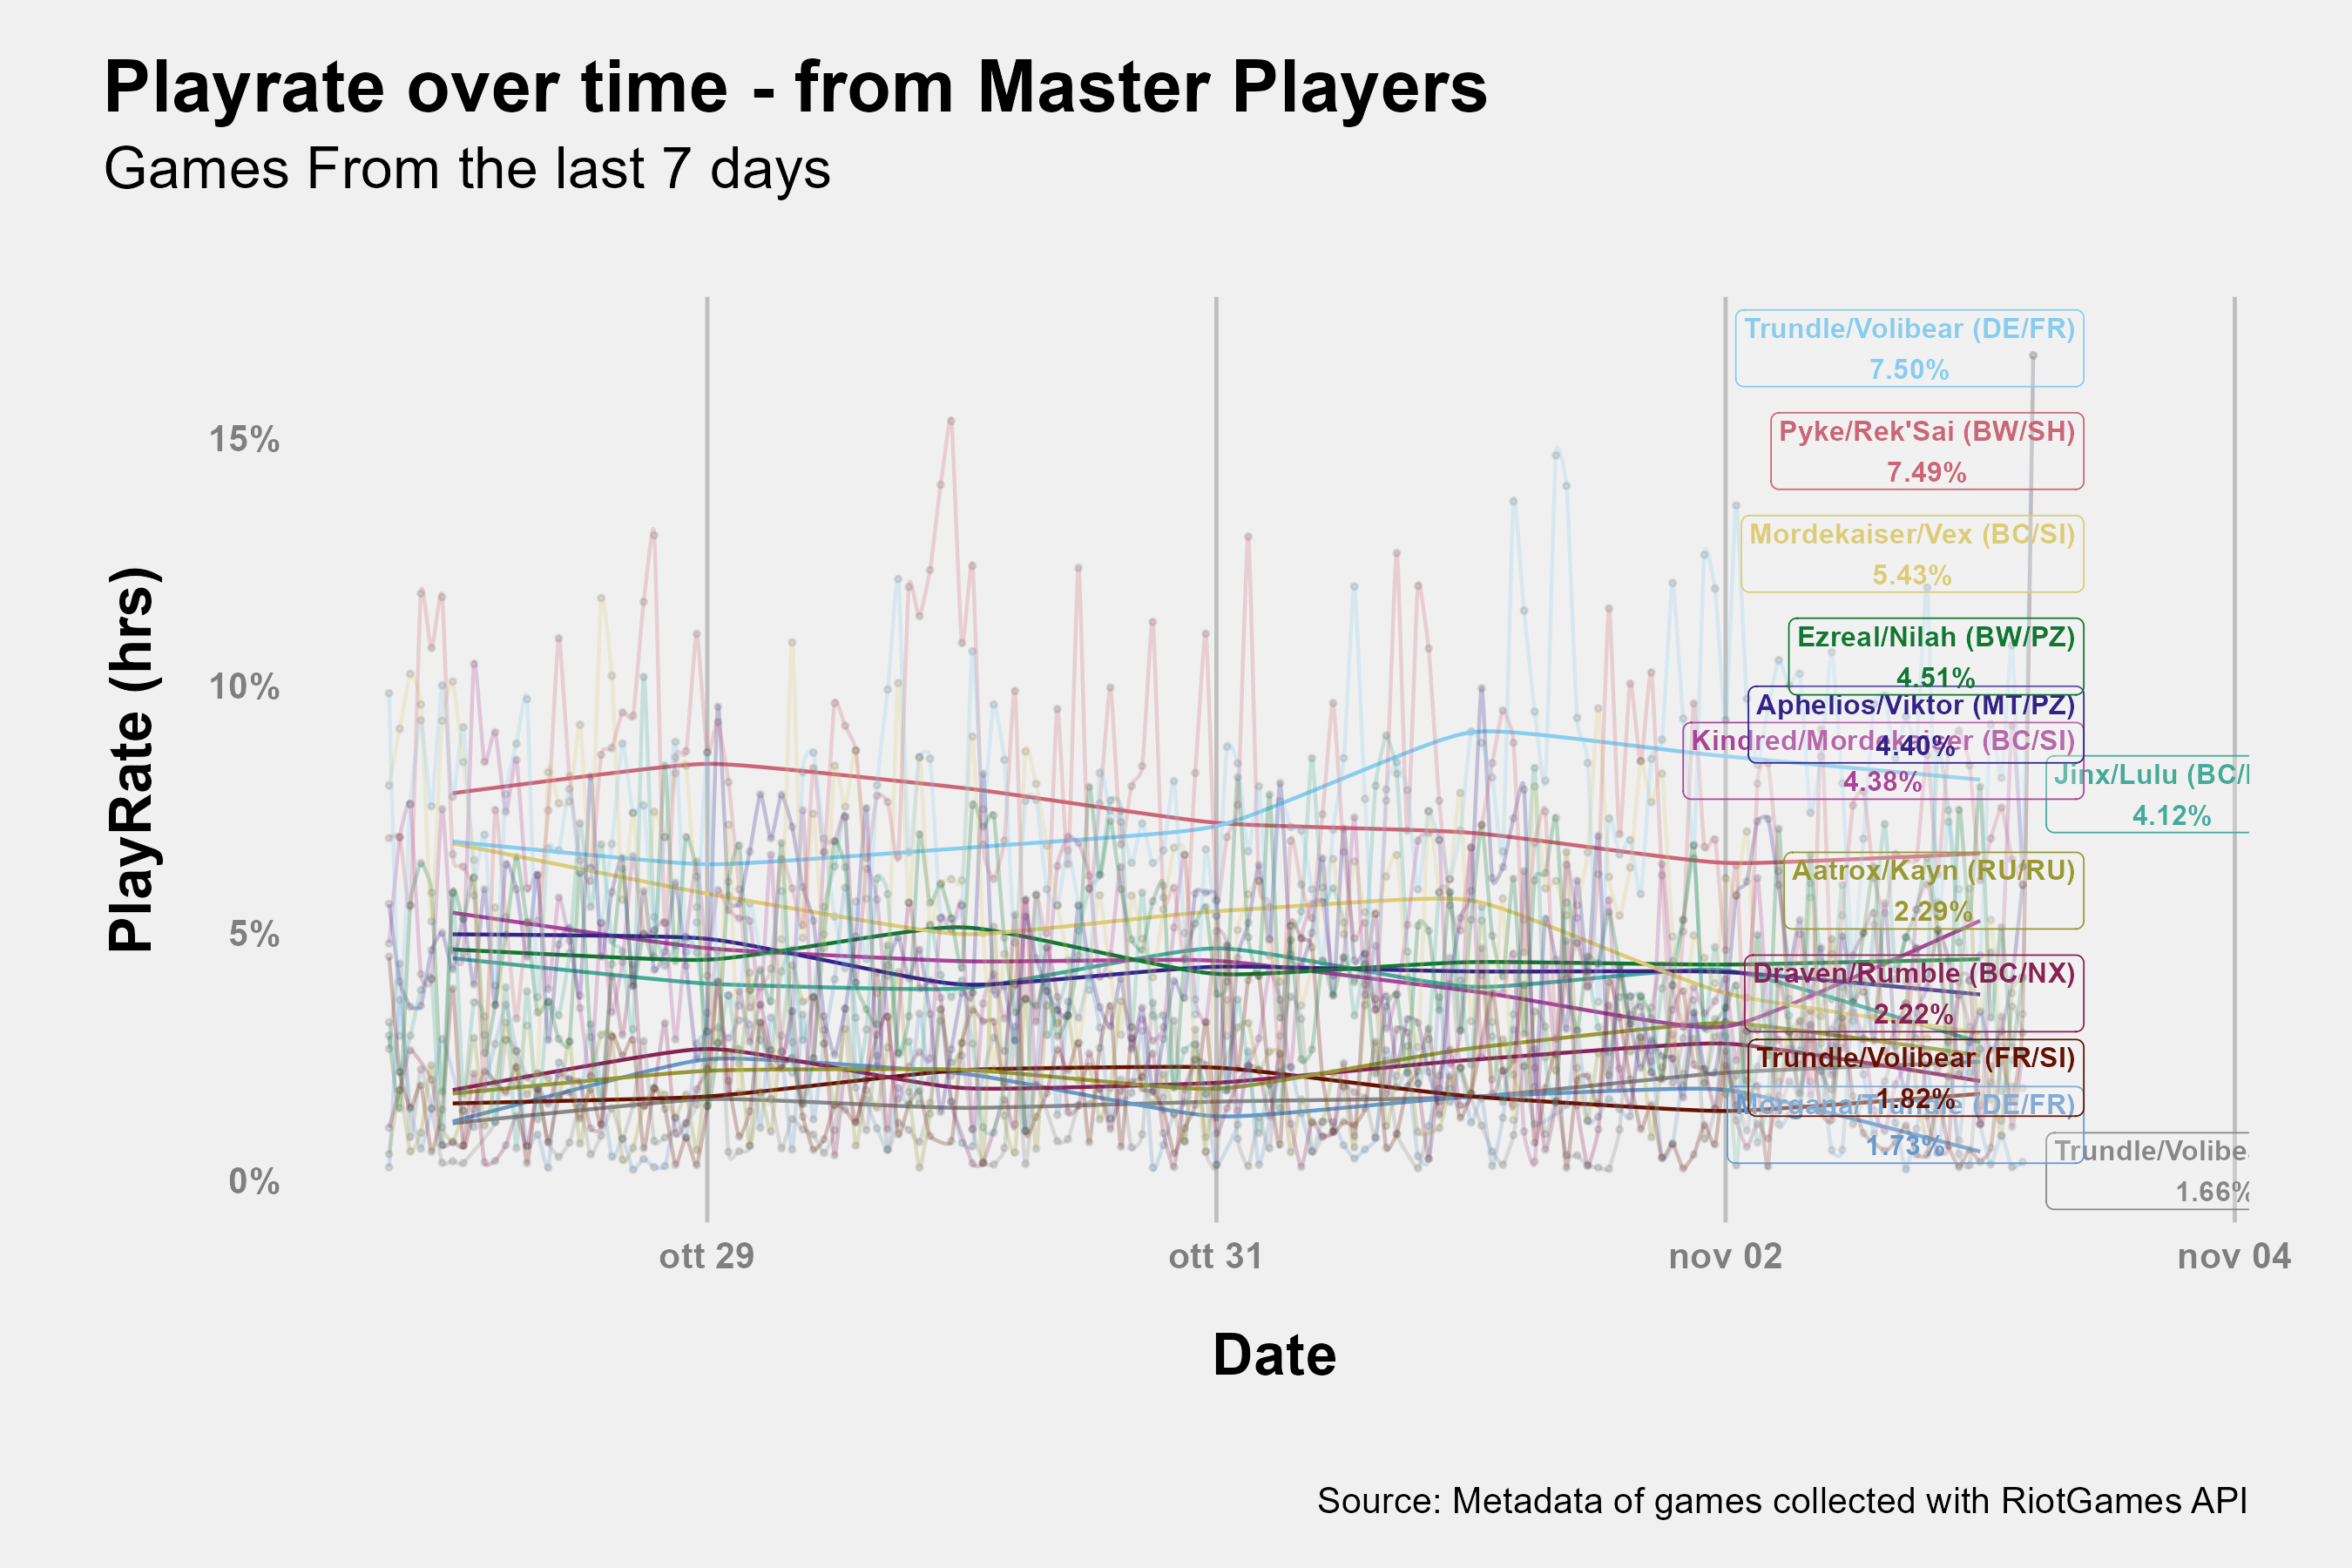 Playrate over time - from Master Players
Games From the last 7 days
PlayRate (hrs)
15%
10%
5%
0%
Trundle/Volibear (DE/FR)
7.50%
Pyke/Rek'Sai (BW/SH)
7.49%
Mordekaiser/Vex (BC/SI)
5.43%
Ezreal/Nilah (BW/PZ)
4.51%
Aphelios/Viktor (MT/PZ)
4.40%
Kindred/Mordekaiser (BC/SI)
4.38%
Jinx/Lulu (BC/
4.12%
Aatrox/Kayn (RU/RU)
2.29%
Draven/Rumble (BC/NX)
2.22%
Trundle/Volibear (FR/SI)
1.82%
Morgana/Trundle (DE/FR)
1.73%
Trundle/Volibe
1.66%
ott 29
ott 31
nov 02
nov 04
Date
Source: Metadata of games collected with RiotGames API